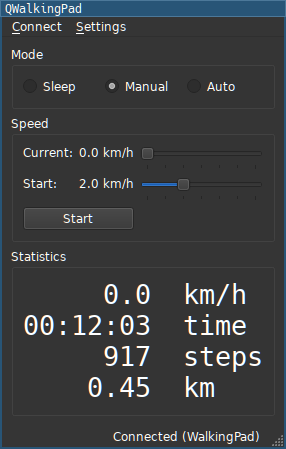 QWalkingPad
Connect Settings
Mode
Sleep Manual Auto
Speed
Current: 0.0 km/h
Start: 2.0 km/h
Start
Statistics
0.0 km/h
00:12:03 time
917 steps
0.45 km
Connected (WalkingPad)